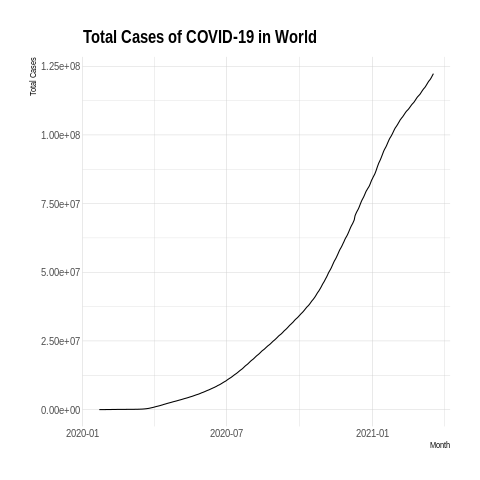 Total Cases of COVID-19 in World
Total Cases
1.25e+08
1.00e+08
7.50e+07
5.00e+07
2.50e+07
0.00e+00
2020-01
2020-07
2021-01
Month